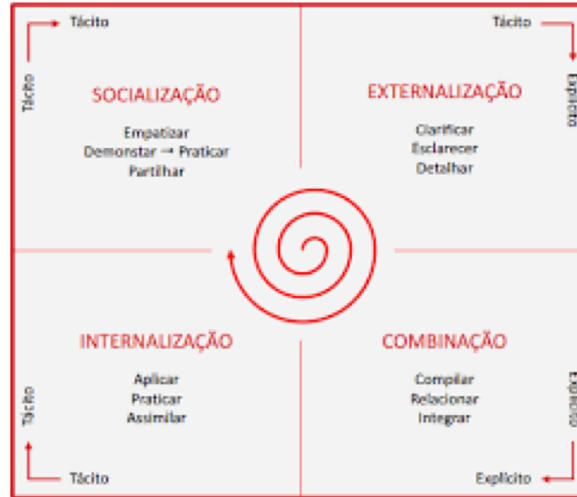 Tácito
Tácito
SOCIALIZAÇÃO
Empatizar
Demonstar → Praticar
Partilhar
Tácito
Explícito
EXTERNALIZAÇÃO
Clarificar
Esclarecer
Detalhar
INTERNALIZAÇÃO
Aplicar
Praticar
Assimilar
Tácito
Tácito
COMBINAÇÃO
Compilar
Relacionar
Integrar
Explícito
Explícito